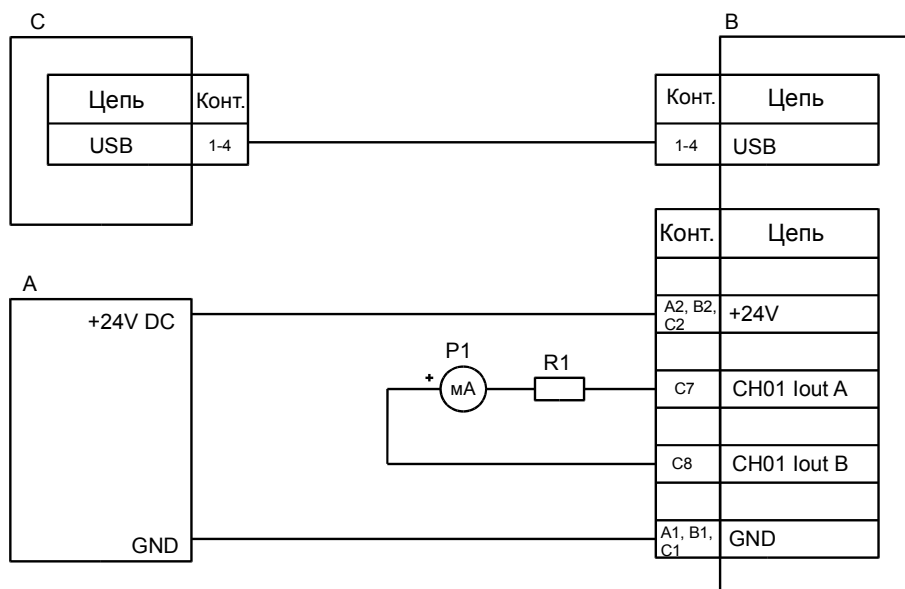 C
B
Цепь
Конт.
Конт.
Цепь
USB
1-4
1-4
USB
Конт.
Цепь
A
+24V DC
A2, B2,
C2
+24V
P1
R1
+
мА
C7
CH01 Iout A
C8
CH01 Iout B
GND
A1, B1,
C1
GND